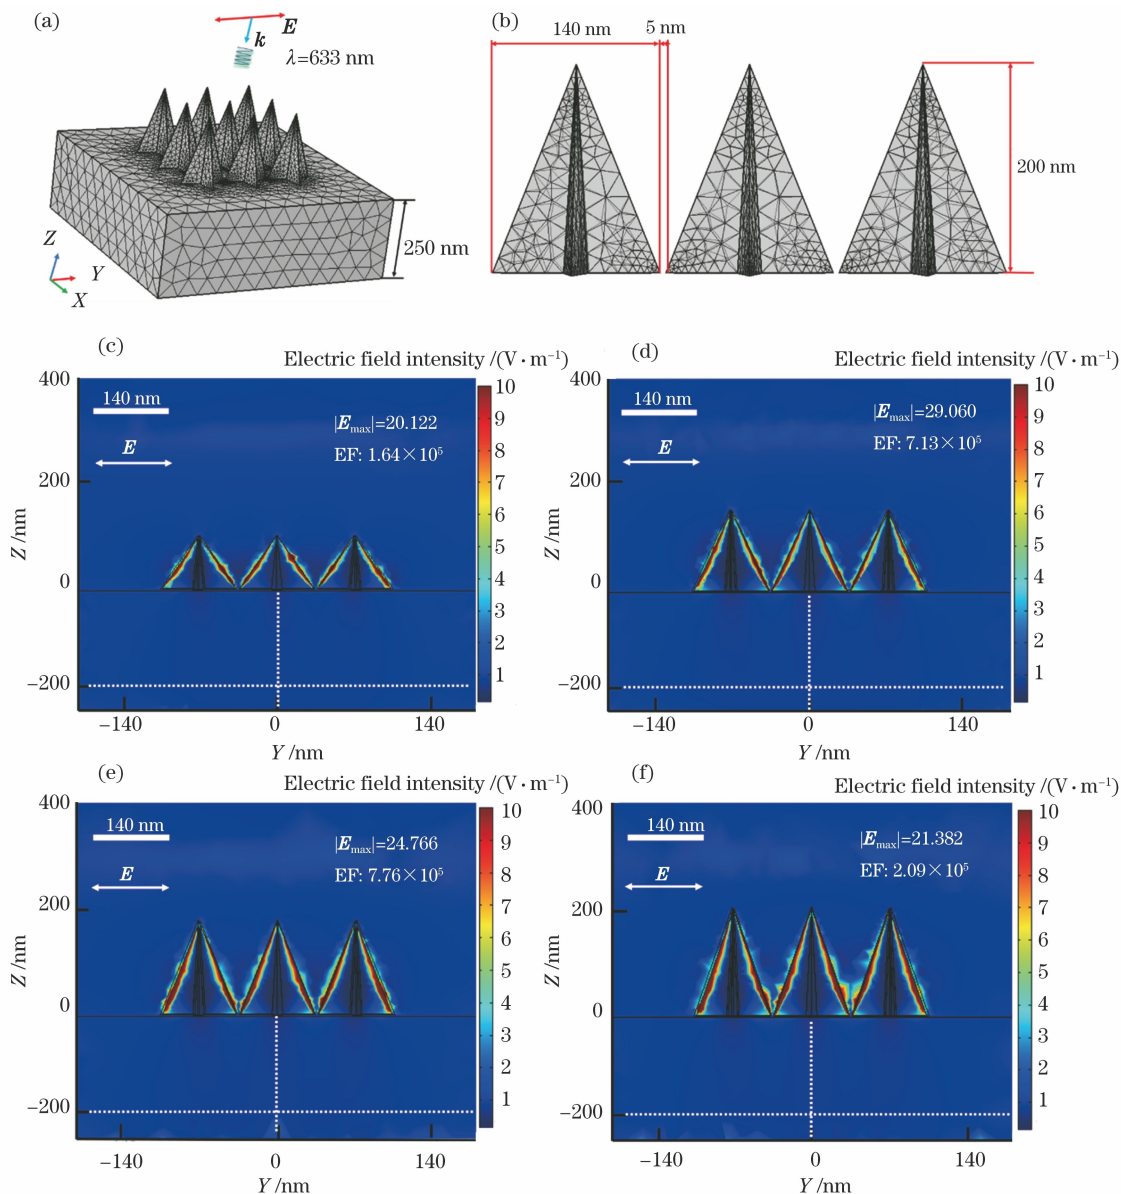 (a)
E
k
λ=633 nm
250 nm
Z
Y
X
(b)
140 nm
5 nm
200 nm
(c)
Electric field intensity /(V·m⁻¹)
400
200
0
−200
Z /nm
140 nm
E
|Emax|=20.122
EF: 1.64×10⁵
10
9
8
7
6
5
4
3
2
1
−140
0
140
Y /nm
(d)
Electric field intensity /(V·m⁻¹)
400
200
0
−200
Z /nm
140 nm
E
|Emax|=29.060
EF: 7.13×10⁵
10
9
8
7
6
5
4
3
2
1
−140
0
140
Y /nm
(e)
Electric field intensity /(V·m⁻¹)
400
200
0
−200
Z /nm
140 nm
E
|Emax|=24.766
EF: 7.76×10⁵
10
9
8
7
6
5
4
3
2
1
−140
0
140
Y /nm
(f)
Electric field intensity /(V·m⁻¹)
400
200
0
−200
Z /nm
140 nm
E
|Emax|=21.382
EF: 2.09×10⁵
10
9
8
7
6
5
4
3
2
1
−140
0
140
Y /nm